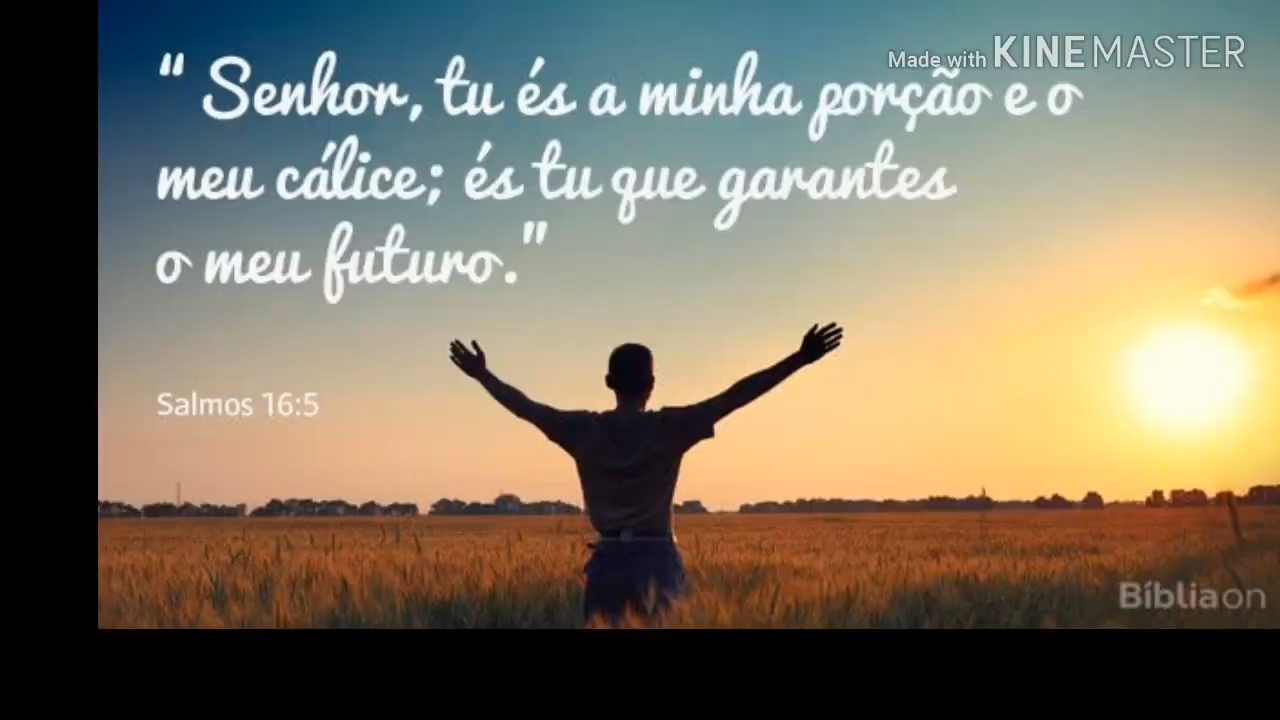 Made with KINEMASTER
“ Senhor, tu és a minha porção e o
meu cálice; és tu que garantes
o meu futuro.”
Salmos 16:5
Bíbliaon